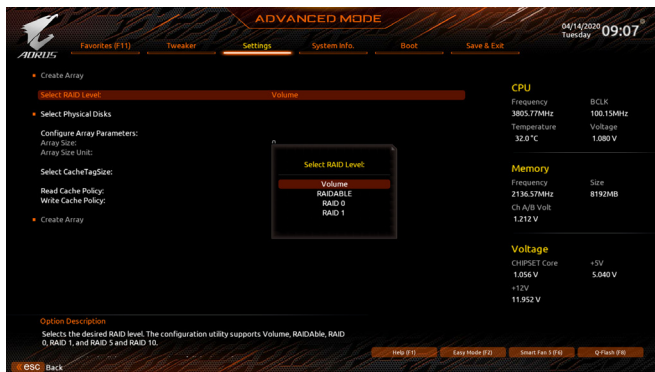 ADVANCED MODE
04/14/2020
Tuesday
09:07
AORUS
Favorites (F11) Tweaker Settings System Info. Boot Save & Exit
Create Array
Select RAID Level: Volume
Select Physical Disks
Configure Array Parameters:
Array Size: 0
Array Size Unit:
Select CacheTagSize:
Read Cache Policy:
Write Cache Policy:
Create Array
Select RAID Level:
Volume
RAIDABLE
RAID 0
RAID 1
CPU
Frequency BCLK
3805.77MHz 100.15MHz
Temperature Voltage
32.0 °C 1.080 V
Memory
Frequency Size
2136.57MHz 8192MB
Ch A/B Volt
1.212 V
Voltage
CHIPSET Core +5V
1.056 V 5.040 V
+12V
11.952 V
Option Description
Selects the desired RAID level. The configuration utility supports Volume, RAIDAble, RAID
0, RAID 1, and RAID 5 and RAID 10.
Help (F1) Easy Mode (F2) Smart Fan 5 (F6) Q-Flash (F8)
esc Back